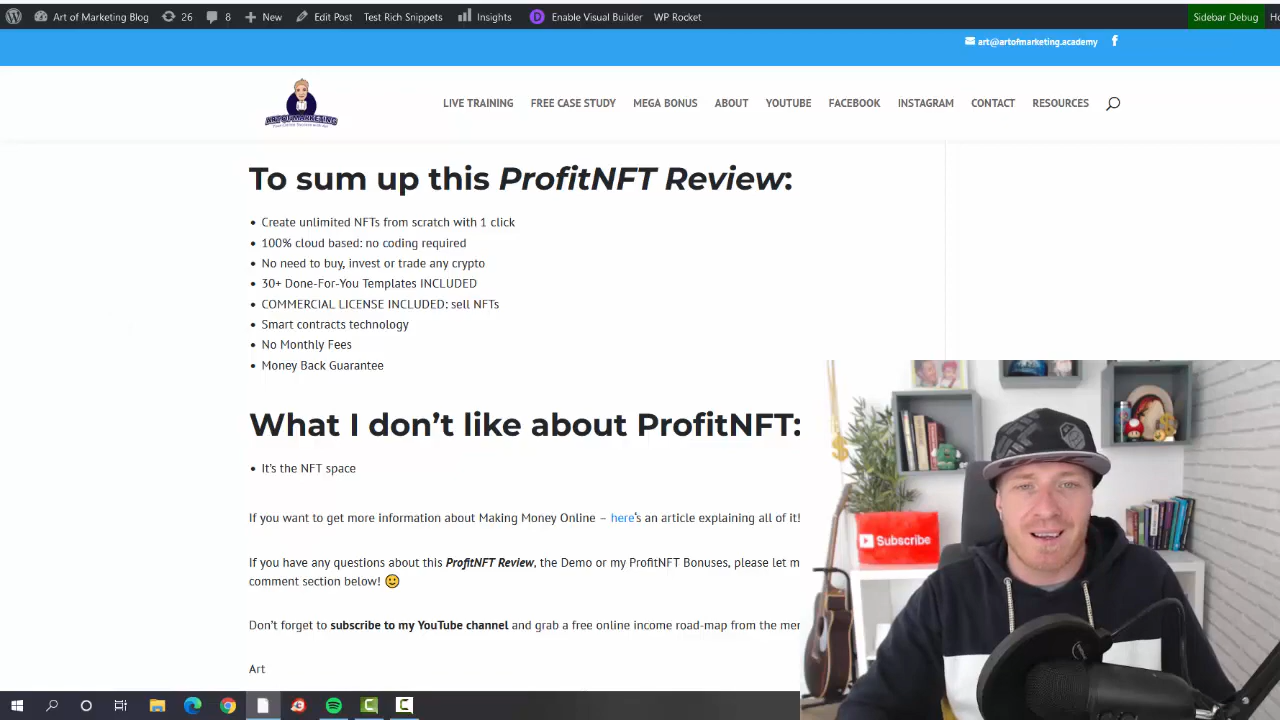 Art of Marketing Blog 26 8 New Edit Post Test Rich Snippets Insights Enable Visual Builder WP Rocket Sidebar Debug
art@artofmarketing.academy
ART OF MARKETING
LIVE TRAINING FREE CASE STUDY MEGA BONUS ABOUT YOUTUBE FACEBOOK INSTAGRAM CONTACT RESOURCES
To sum up this ProfitNFT Review:
• Create unlimited NFTs from scratch with 1 click
• 100% cloud based: no coding required
• No need to buy, invest or trade any crypto
• 30+ Done-For-You Templates INCLUDED
• COMMERCIAL LICENSE INCLUDED: sell NFTs
• Smart contracts technology
• No Monthly Fees
• Money Back Guarantee
What I don’t like about ProfitNFT:
• It’s the NFT space
If you want to get more information about Making Money Online – here‘s an article explaining all of it!
If you have any questions about this ProfitNFT Review, the Demo or my ProfitNFT Bonuses, please let m
comment section below! 🙂
Don’t forget to subscribe to my YouTube channel and grab a free online income road-map from the mer
Art
Subscribe